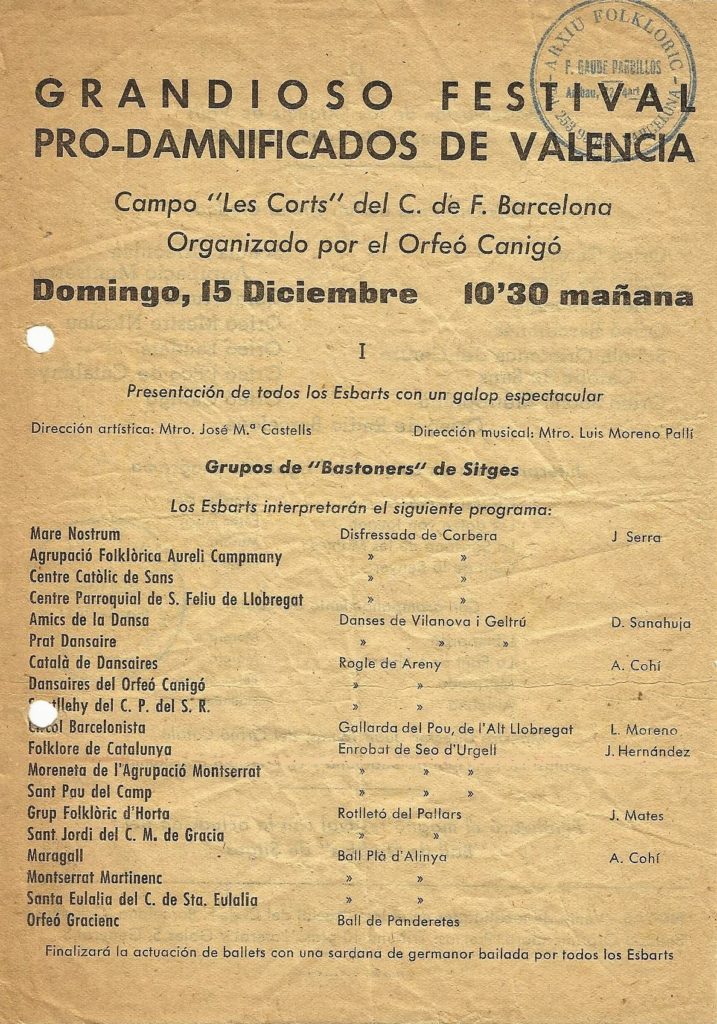 ARXIU FOLKLORIC
F. GAUDE PARDILLOS
BARCELONA
GRANDIOSO FESTIVAL
PRO-DAMNIFICADOS DE VALENCIA
Campo "Les Corts" del C. de F. Barcelona
Organizado por el Orfeó Canigó
Domingo, 15 Diciembre 10'30 mañana
I
Presentación de todos los Esbarts con un galop espectacular
Dirección artística: Mtro. José M.ª Castells Dirección musical: Mtro. Luis Moreno Pallí
Grupos de "Bastoners" de Sitges
Los Esbarts interpretarán el siguiente programa:
Mare Nostrum Disfressada de Corbera J Serra
Agrupació Folklòrica Aureli Campmany » »
Centre Catòlic de Sans » »
Centre Parroquial de S. Feliu de Llobregat » »
Amics de la Dansa Danses de Vilanova i Geltrú D. Sanahuja
Prat Dansaire » » »
Català de Dansaires Rogle de Areny A. Cohí
Dansaires del Orfeó Canigó » »
del C. P. del S. R. » »
Barcelonista Gallarda del Pou, de l'Alt Llobregat L. Moreno
Folklore de Catalunya Enrobat de Seo d'Urgell J. Hernández
Moreneta de l'Agrupació Montserrat » » »
Sant Pau del Camp » » »
Grup Folklòric d'Horta Rotlletó del Pallars J. Mates
Sant Jordi del C. M. de Gracia » »
Maragall Ball Plà d'Alinya A. Cohí
Montserrat Martinenc » »
Santa Eulalia del C. de Sta. Eulalia » »
Orfeó Gracienc Ball de Panderetes
Finalizará la actuación de ballets con una sardana de germanor bailada por todos los Esbarts